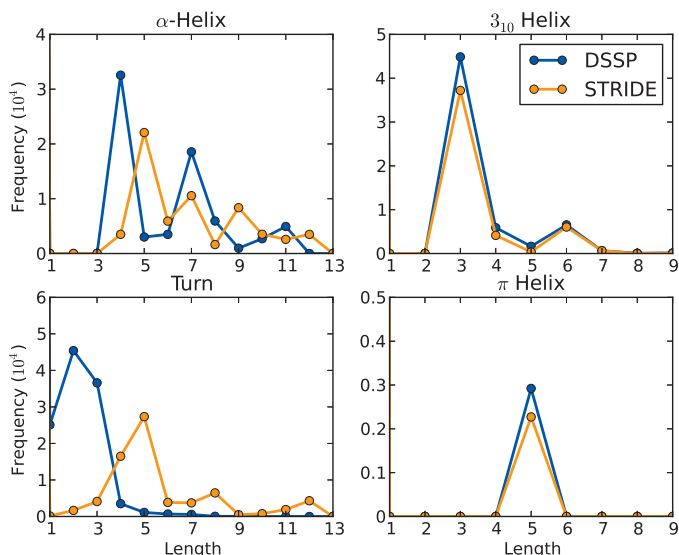 α-Helix
3₁₀ Helix
Frequency (10⁴)
4
3
2
1
0
1 3 5 7 9 11 13
5
4
3
2
1
0
1 2 3 4 5 6 7 8 9
DSSP
STRIDE
Turn
π Helix
Frequency (10⁴)
6
5
4
3
2
1
0
1 3 5 7 9 11 13
Length
0.5
0.4
0.3
0.2
0.1
0
1 2 3 4 5 6 7 8 9
Length